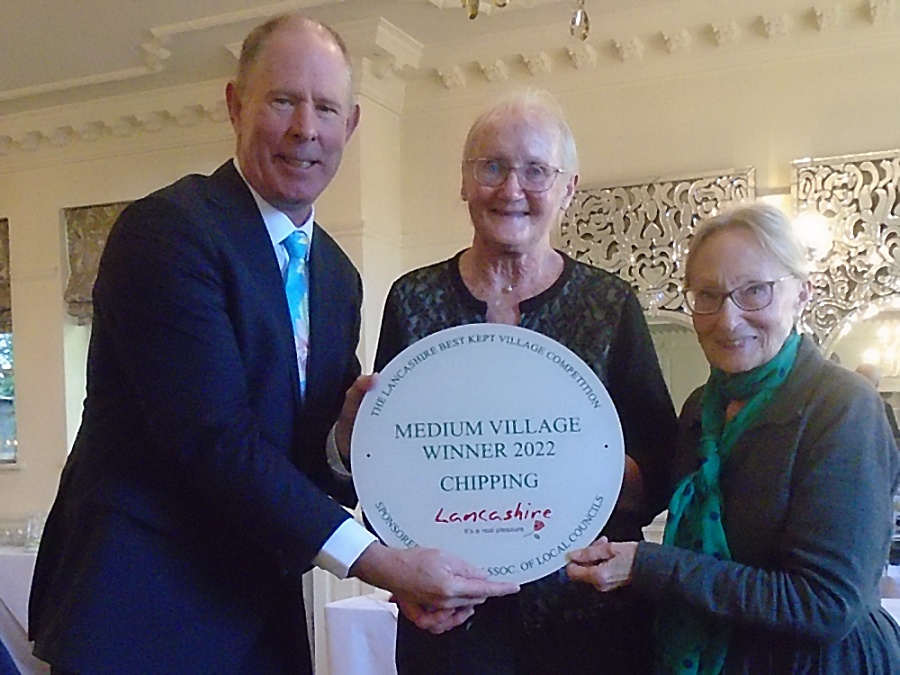 THE LANCASHIRE BEST KEPT VILLAGE COMPETITION
MEDIUM VILLAGE
WINNER 2022
CHIPPING
Lancashire
it's a real pleasure
SPONSORED ASSOC OF LOCAL COUNCILS